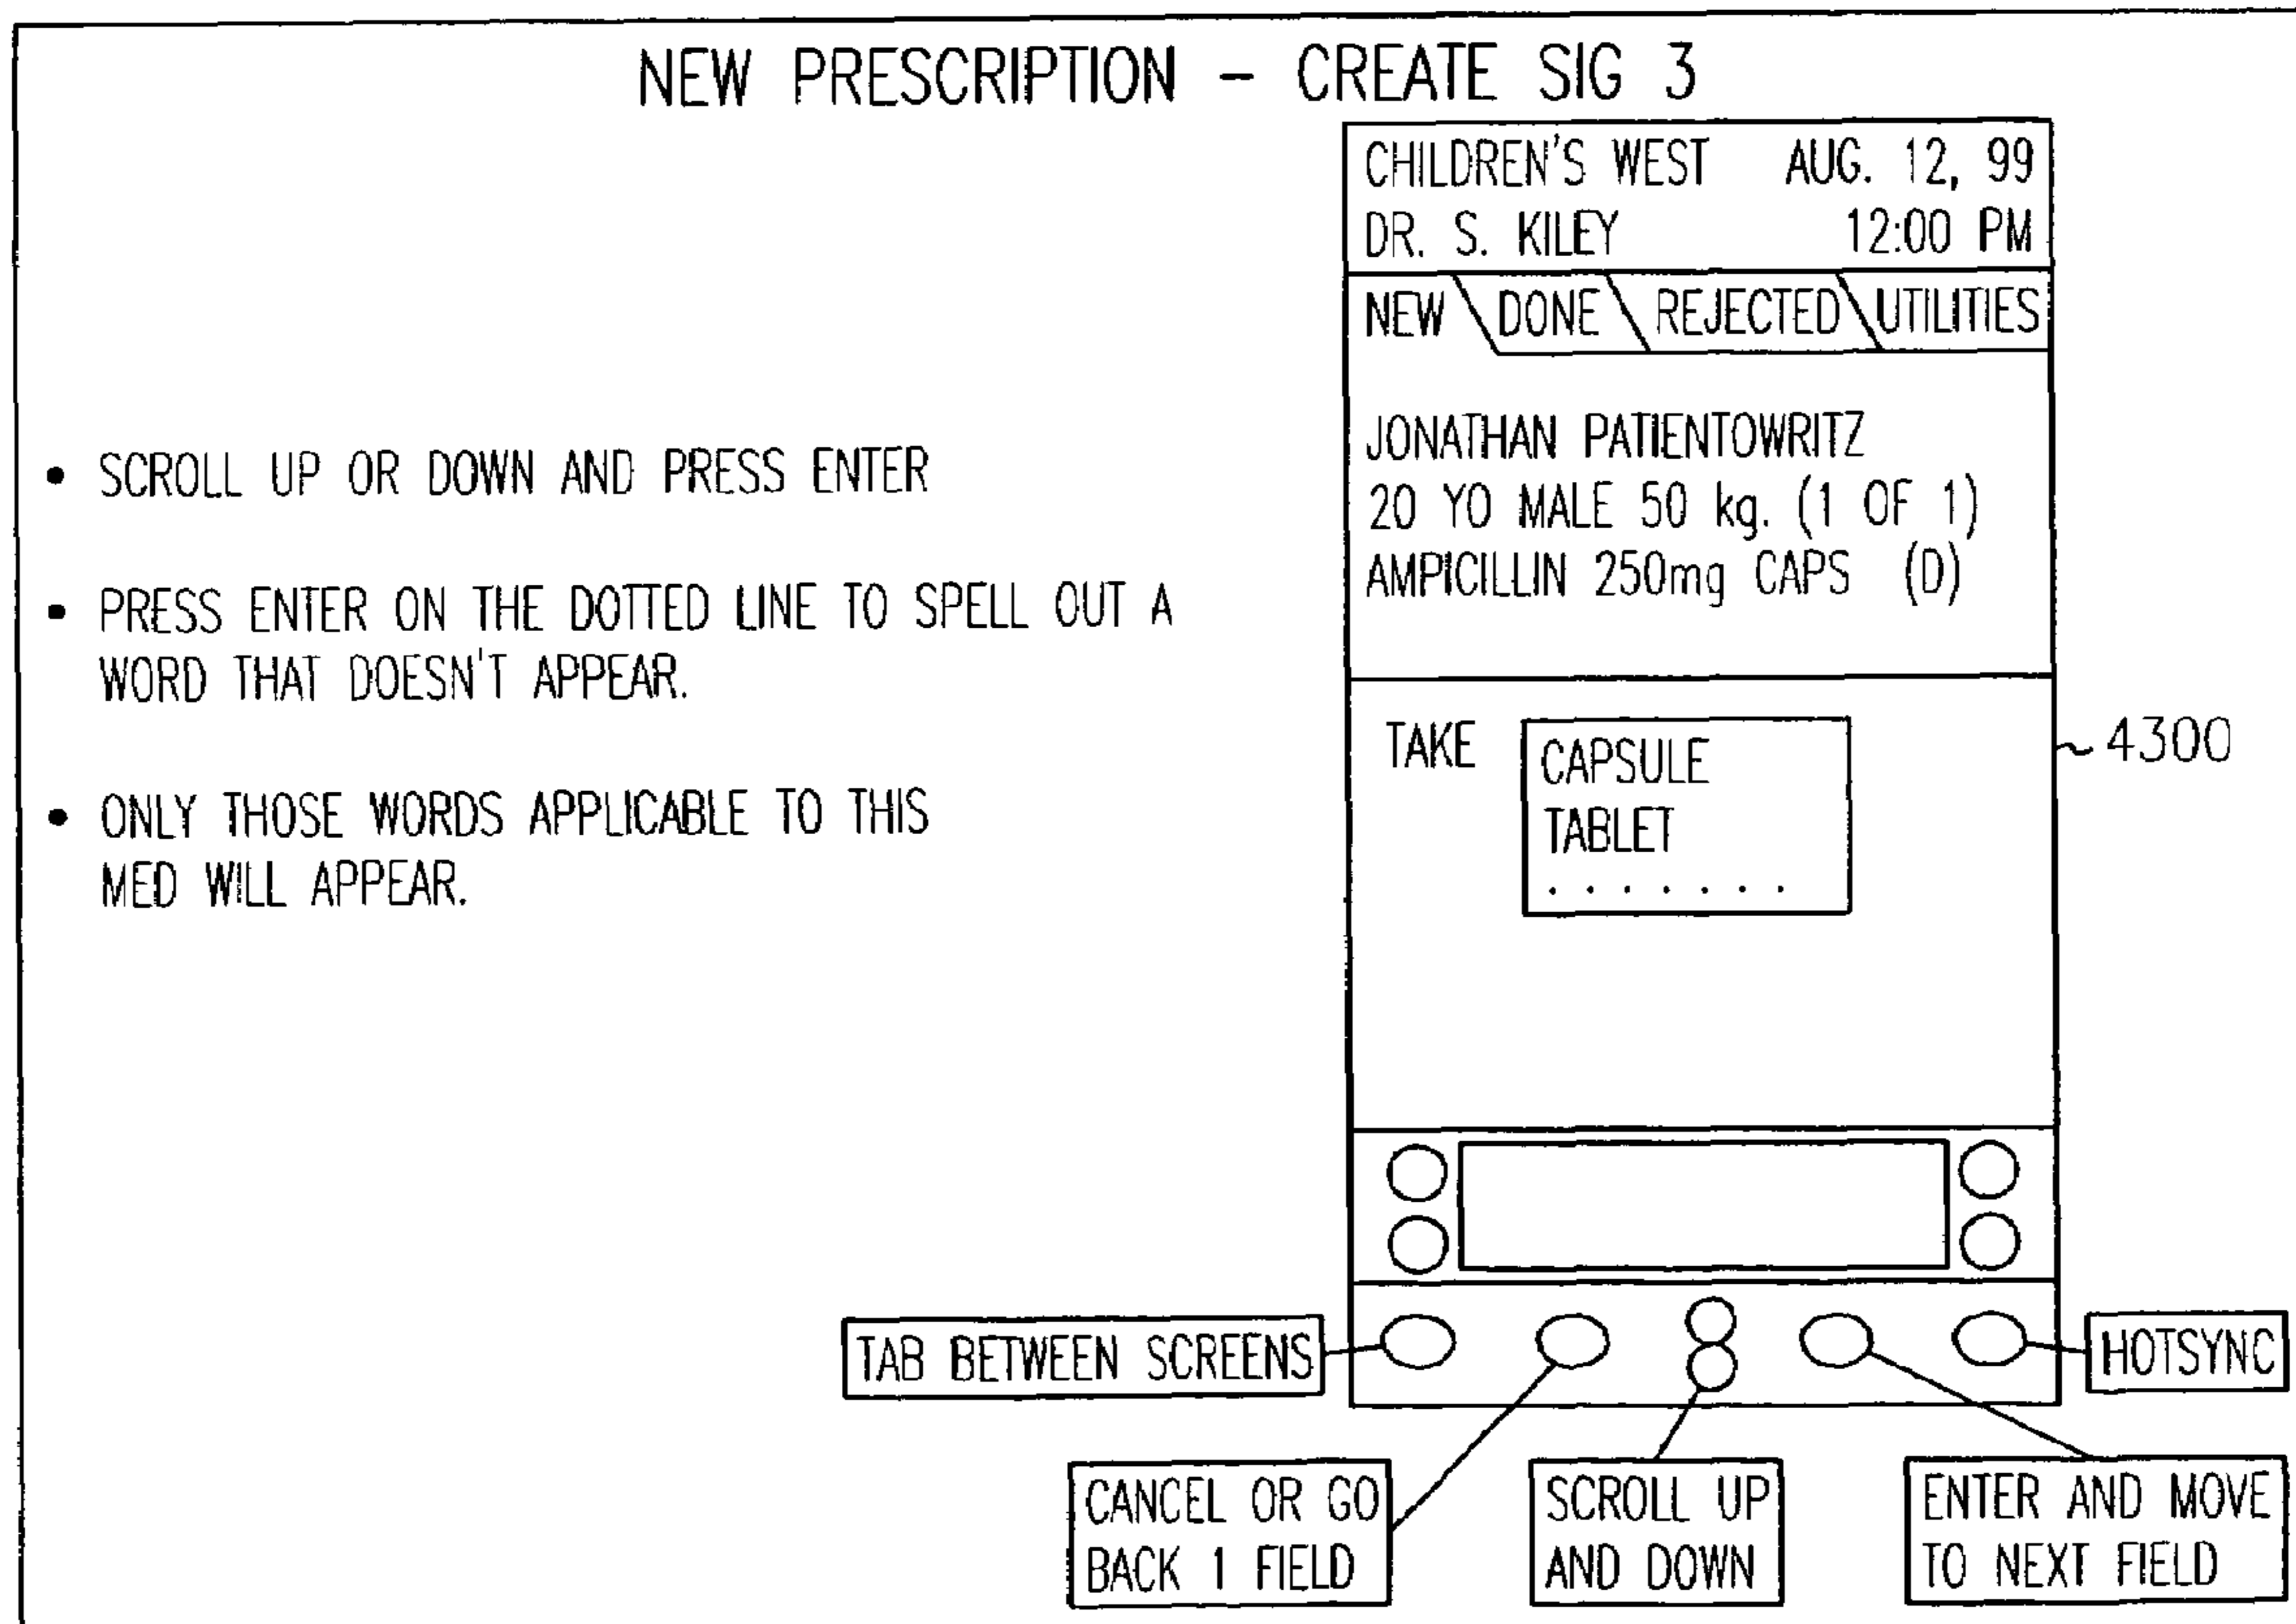 NEW PRESCRIPTION – CREATE SIG 3
• SCROLL UP OR DOWN AND PRESS ENTER
• PRESS ENTER ON THE DOTTED LINE TO SPELL OUT A
WORD THAT DOESN'T APPEAR.
• ONLY THOSE WORDS APPLICABLE TO THIS
MED WILL APPEAR.
CHILDREN'S WEST AUG. 12, 99
DR. S. KILEY 12:00 PM
NEW DONE REJECTED UTILITIES
JONATHAN PATIENTOWRITZ
20 YO MALE 50 kg. (1 OF 1)
AMPICILLIN 250mg CAPS (D)
TAKE CAPSULE
TABLET
. . . . . . .
4300
TAB BETWEEN SCREENS
HOTSYNC
CANCEL OR GO
BACK 1 FIELD
SCROLL UP
AND DOWN
ENTER AND MOVE
TO NEXT FIELD